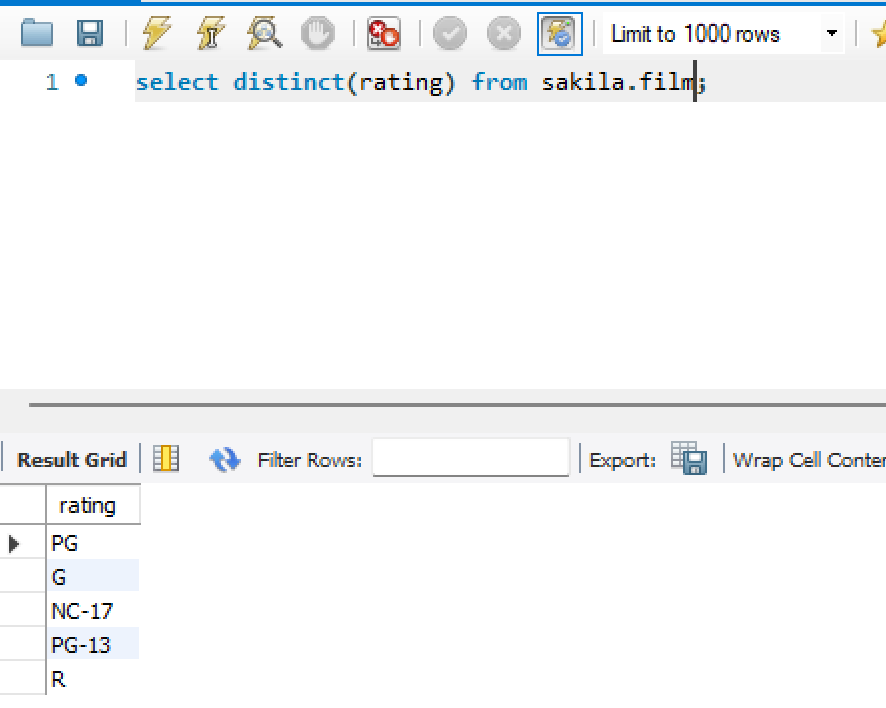 Limit to 1000 rows
1 select distinct(rating) from sakila.film;
Result Grid Filter Rows: Export: Wrap Cell Conten
rating
PG
G
NC-17
PG-13
R